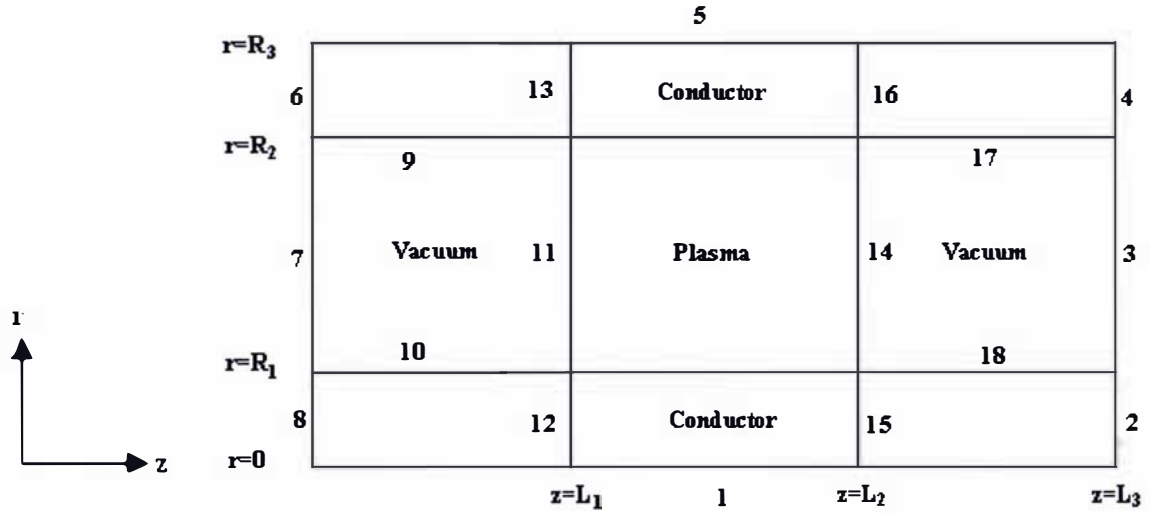 5
r=R3
6 13 Conductor 16 4
r=R2
9 17
7 Vacuum 11 Plasma 14 Vacuum 3
r
10 18
r=R1
8 12 Conductor 15 2
z r=0
z=L1 1 z=L2 z=L3